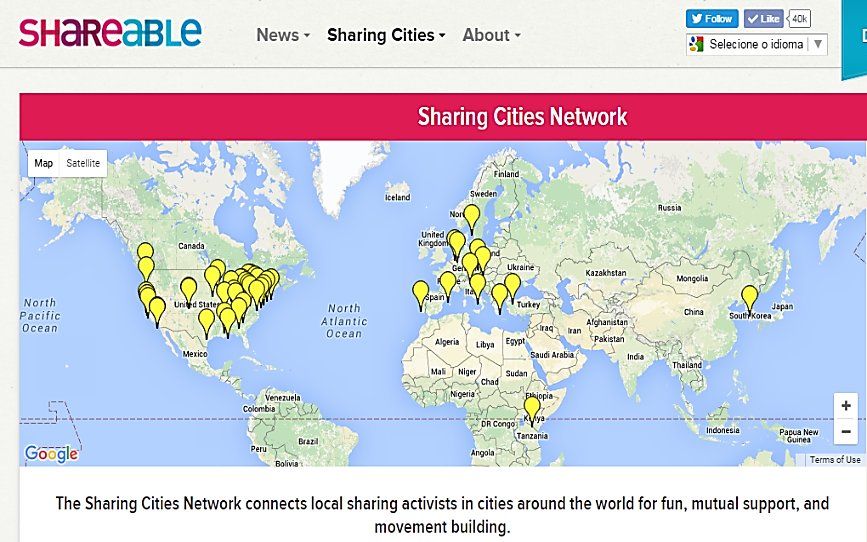 SHAREABLE
News
Sharing Cities
About
Follow
Like
40k
Selecione o idioma
Sharing Cities Network
Map
Satellite
Finland
Iceland
Sweden
Russia
Canada
United
Kingdom
Ukraine
Kazakhstan
Mongolia
North
Pacific
Ocean
United States
North
Atlantic
Ocean
Spain
Turkey
China
South Korea
Japan
Iraq
Iran
Afghanistan
Pakistan
Mexico
Algeria
Libya
Egypt
Saudi Arabia
India
Thailand
Mali
Niger
Chad
Sudan
Nigeria
Ethiopia
Venezuela
Colombia
DR Congo
Kenya
Tanzania
Indonesia
Papua New
Guinea
Brazil
Peru
Bolivia
Angola
Google
Terms of Use
The Sharing Cities Network connects local sharing activists in cities around the world for fun, mutual support, and
movement building.